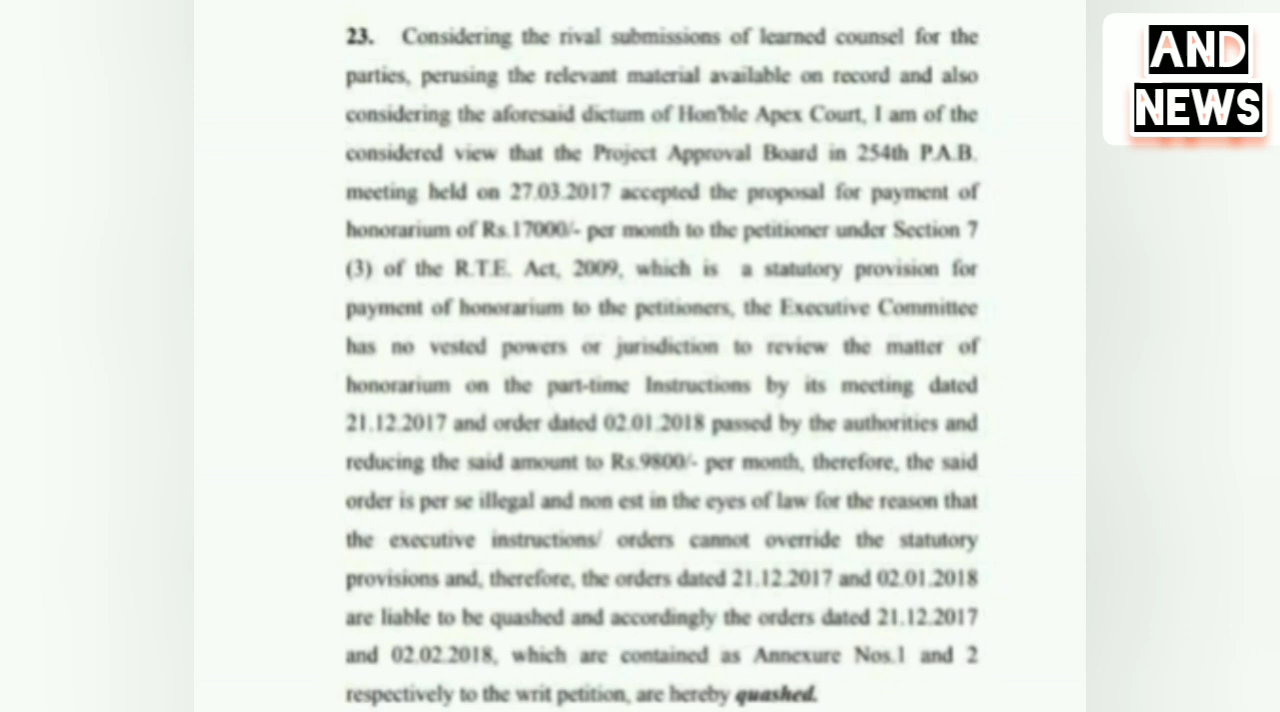 AND
NEWS
23. Considering the rival submissions of learned counsel for the
parties, perusing the relevant material available on record and also
considering the aforesaid dictum of Hon'ble Apex Court, I am of the
considered view that the Project Approval Board in 254th P.A.B.
meeting held on 27.03.2017 accepted the proposal for payment of
honorarium of Rs.17000/- per month to the petitioner under Section 7
(3) of the R.T.E. Act, 2009, which is a statutory provision for
payment of honorarium to the petitioners, the Executive Committee
has no vested powers or jurisdiction to review the matter of
honorarium on the part-time Instructions by its meeting dated
21.12.2017 and order dated 02.01.2018 passed by the authorities and
reducing the said amount to Rs.9800/- per month, therefore, the said
order is per se illegal and non est in the eyes of law for the reason that
the executive instructions/ orders cannot override the statutory
provisions and, therefore, the orders dated 21.12.2017 and 02.01.2018
are liable to be quashed and accordingly the orders dated 21.12.2017
and 02.02.2018, which are contained as Annexure Nos.1 and 2
respectively to the writ petition, are hereby quashed.